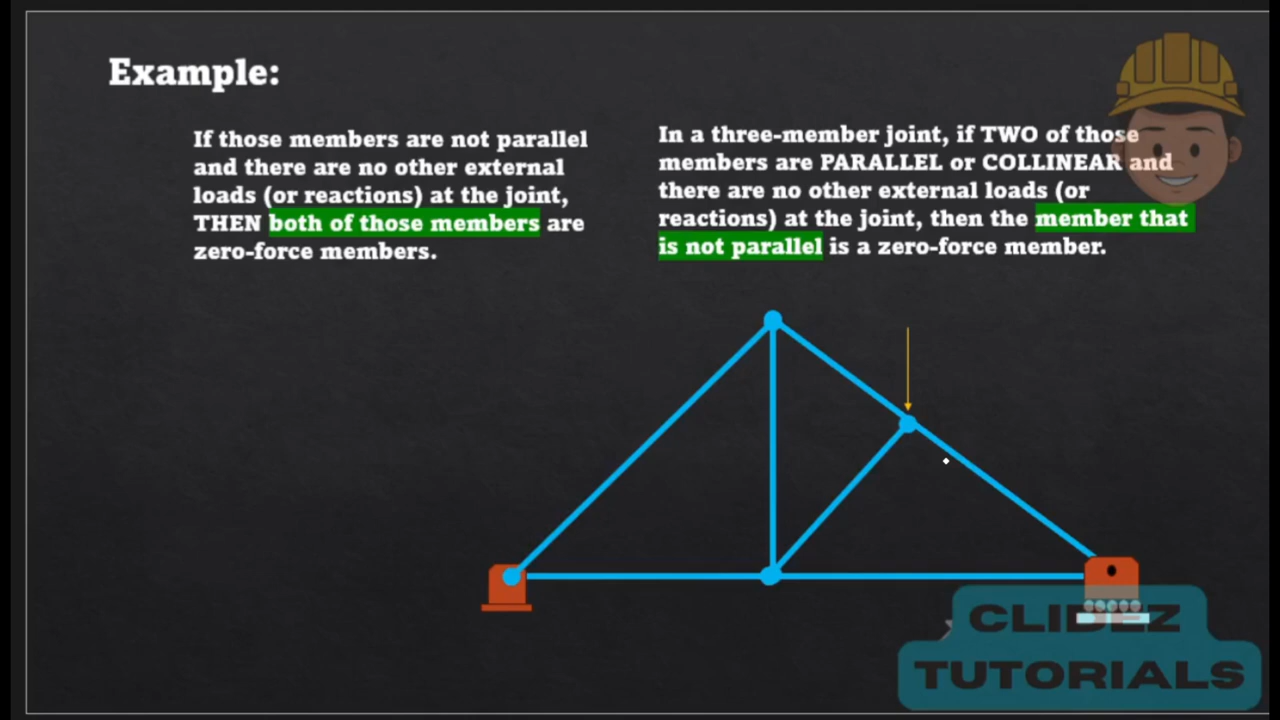 Example:
If those members are not parallel
and there are no other external
loads (or reactions) at the joint,
THEN both of those members are
zero-force members.
In a three-member joint, if TWO of those
members are PARALLEL or COLLINEAR and
there are no other external loads (or
reactions) at the joint, then the member that
is not parallel is a zero-force member.
CLIDEZ
TUTORIALS